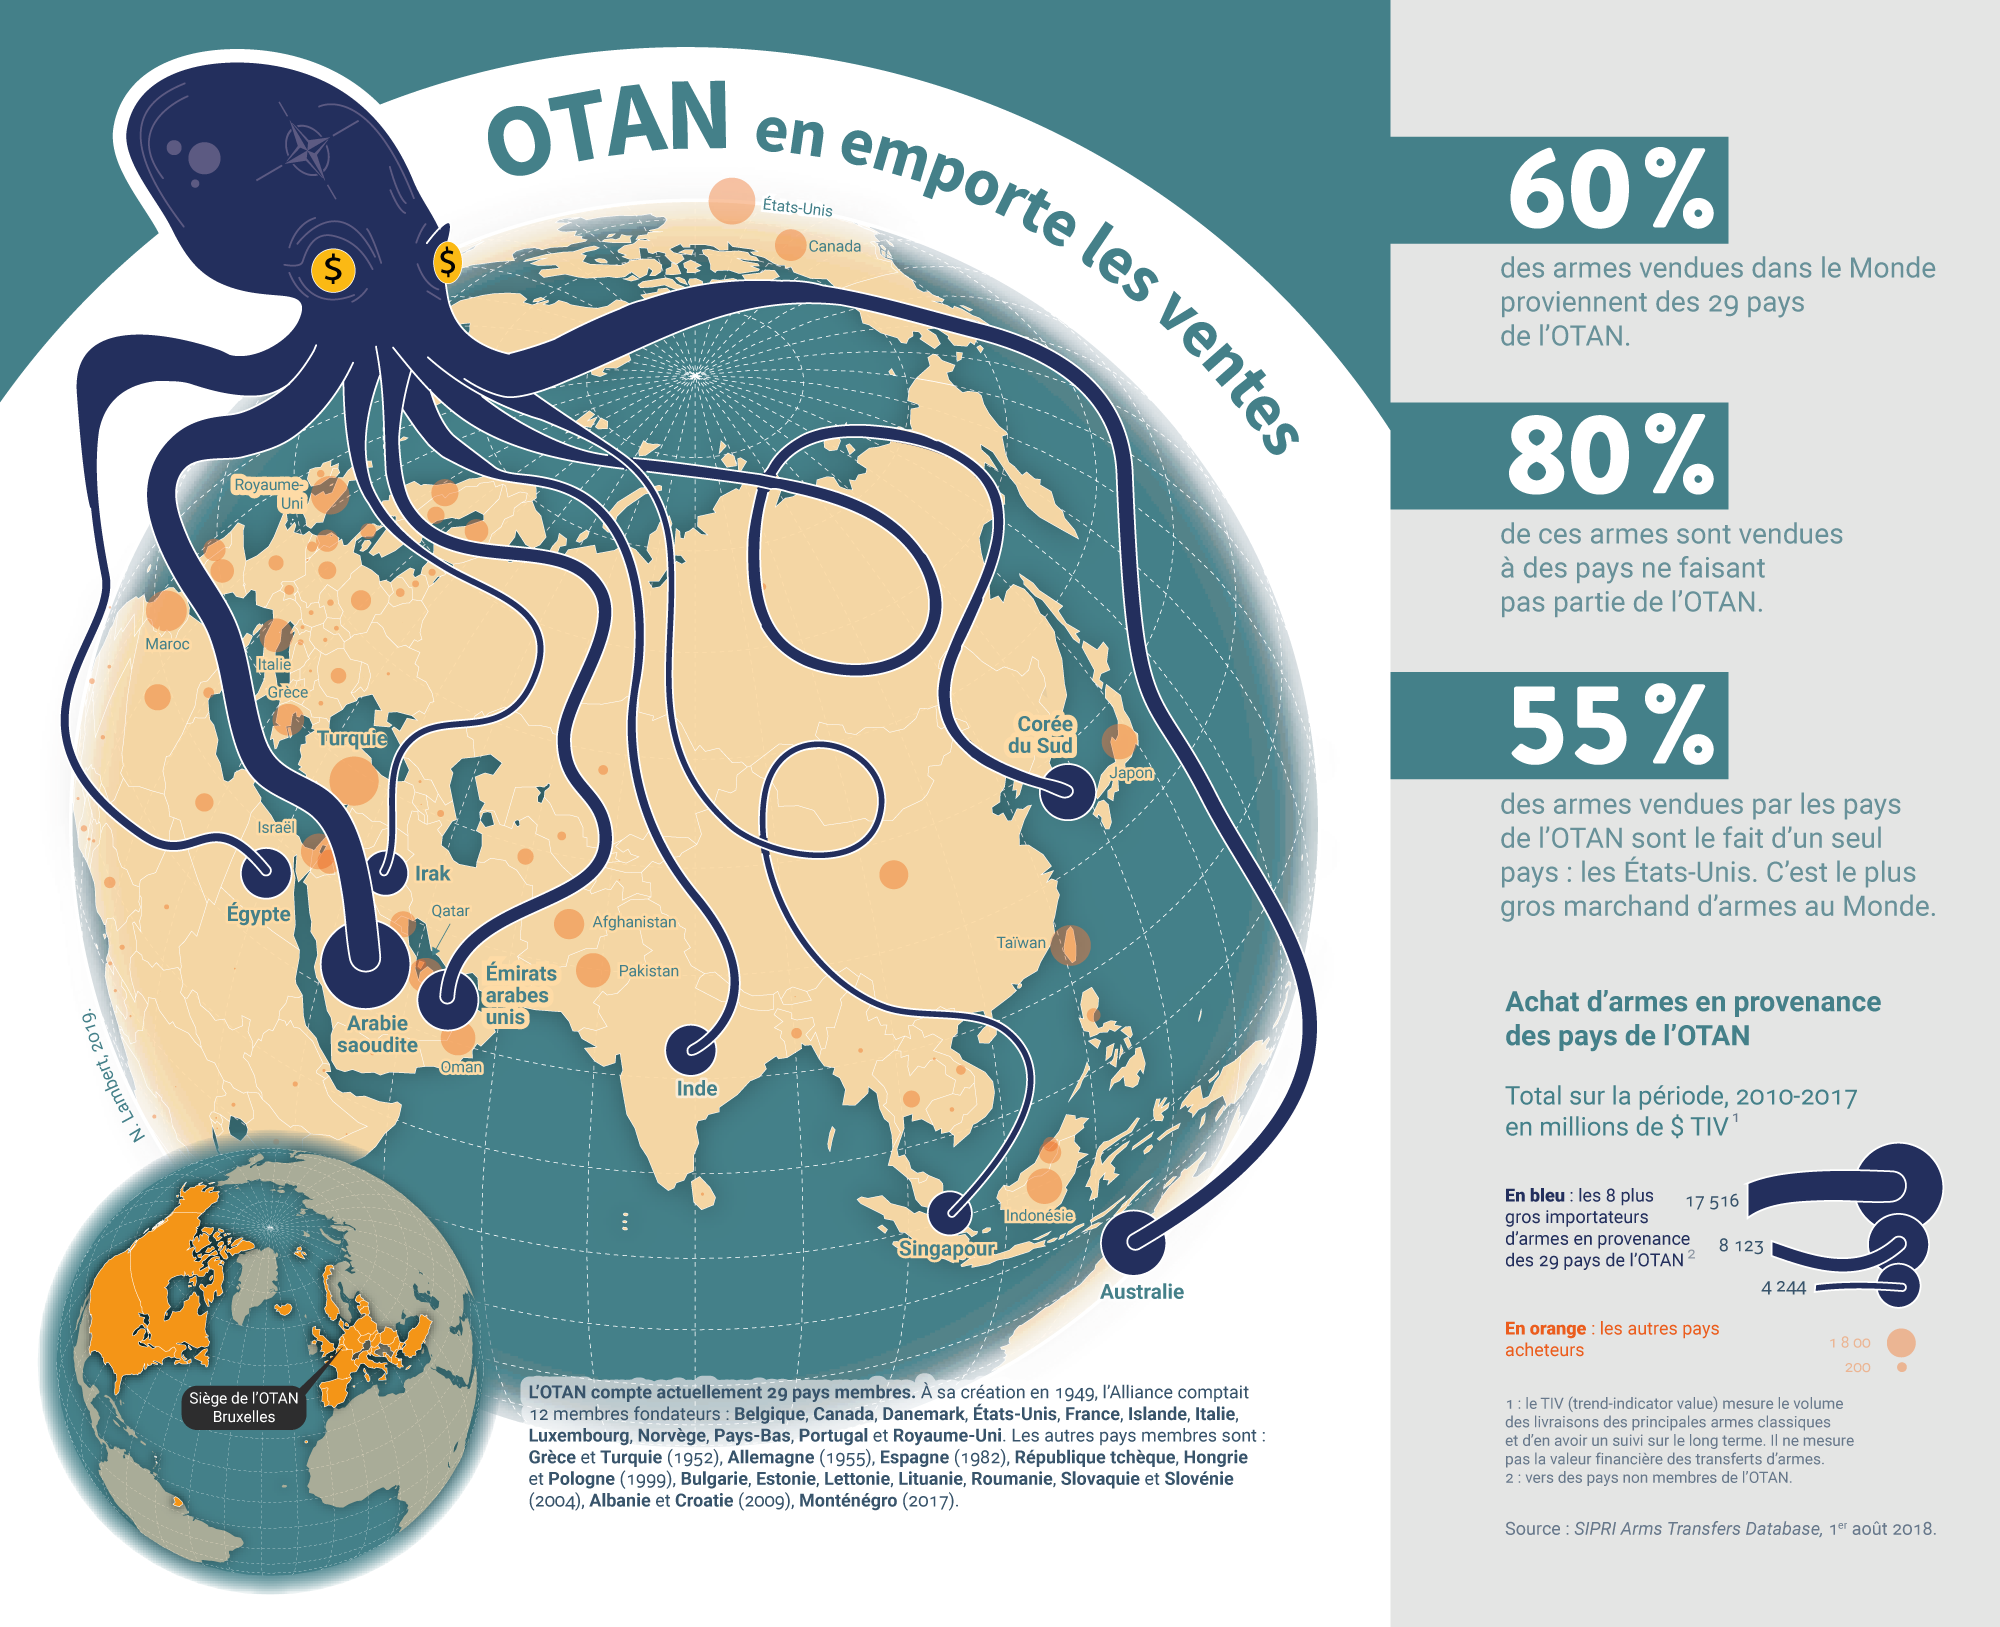 OTAN en emporte les ventes
$
$
États-Unis
Canada
Royaume-
Uni
Maroc
Italie
Grèce
Turquie
Israël
Irak
Égypte
Qatar
Afghanistan
Pakistan
Émirats
arabes
unis
Arabie
saoudite
Oman
Inde
Corée
du Sud
Japon
Taïwan
Indonésie
Singapour
Australie
N. Lambert, 2019.
Siège de l'OTAN
Bruxelles
L'OTAN compte actuellement 29 pays membres. À sa création en 1949, l'Alliance comptait
12 membres fondateurs : Belgique, Canada, Danemark, États-Unis, France, Islande, Italie,
Luxembourg, Norvège, Pays-Bas, Portugal et Royaume-Uni. Les autres pays membres sont :
Grèce et Turquie (1952), Allemagne (1955), Espagne (1982), République tchèque, Hongrie
et Pologne (1999), Bulgarie, Estonie, Lettonie, Lituanie, Roumanie, Slovaquie et Slovénie
(2004), Albanie et Croatie (2009), Monténégro (2017).
60%
des armes vendues dans le Monde
proviennent des 29 pays
de l'OTAN.
80%
de ces armes sont vendues
à des pays ne faisant
pas partie de l'OTAN.
55%
des armes vendues par les pays
de l'OTAN sont le fait d'un seul
pays : les États-Unis. C'est le plus
gros marchand d'armes au Monde.
Achat d'armes en provenance
des pays de l'OTAN
Total sur la période, 2010-2017
en millions de $ TIV 1
En bleu : les 8 plus
gros importateurs
d'armes en provenance
des 29 pays de l'OTAN 2
17 516
8 123
4 244
En orange : les autres pays
acheteurs
1 8 00
200
1 : le TIV (trend-indicator value) mesure le volume
des livraisons des principales armes classiques
et d'en avoir un suivi sur le long terme. Il ne mesure
pas la valeur financière des transferts d'armes.
2 : vers des pays non membres de l'OTAN.
Source : SIPRI Arms Transfers Database, 1er août 2018.